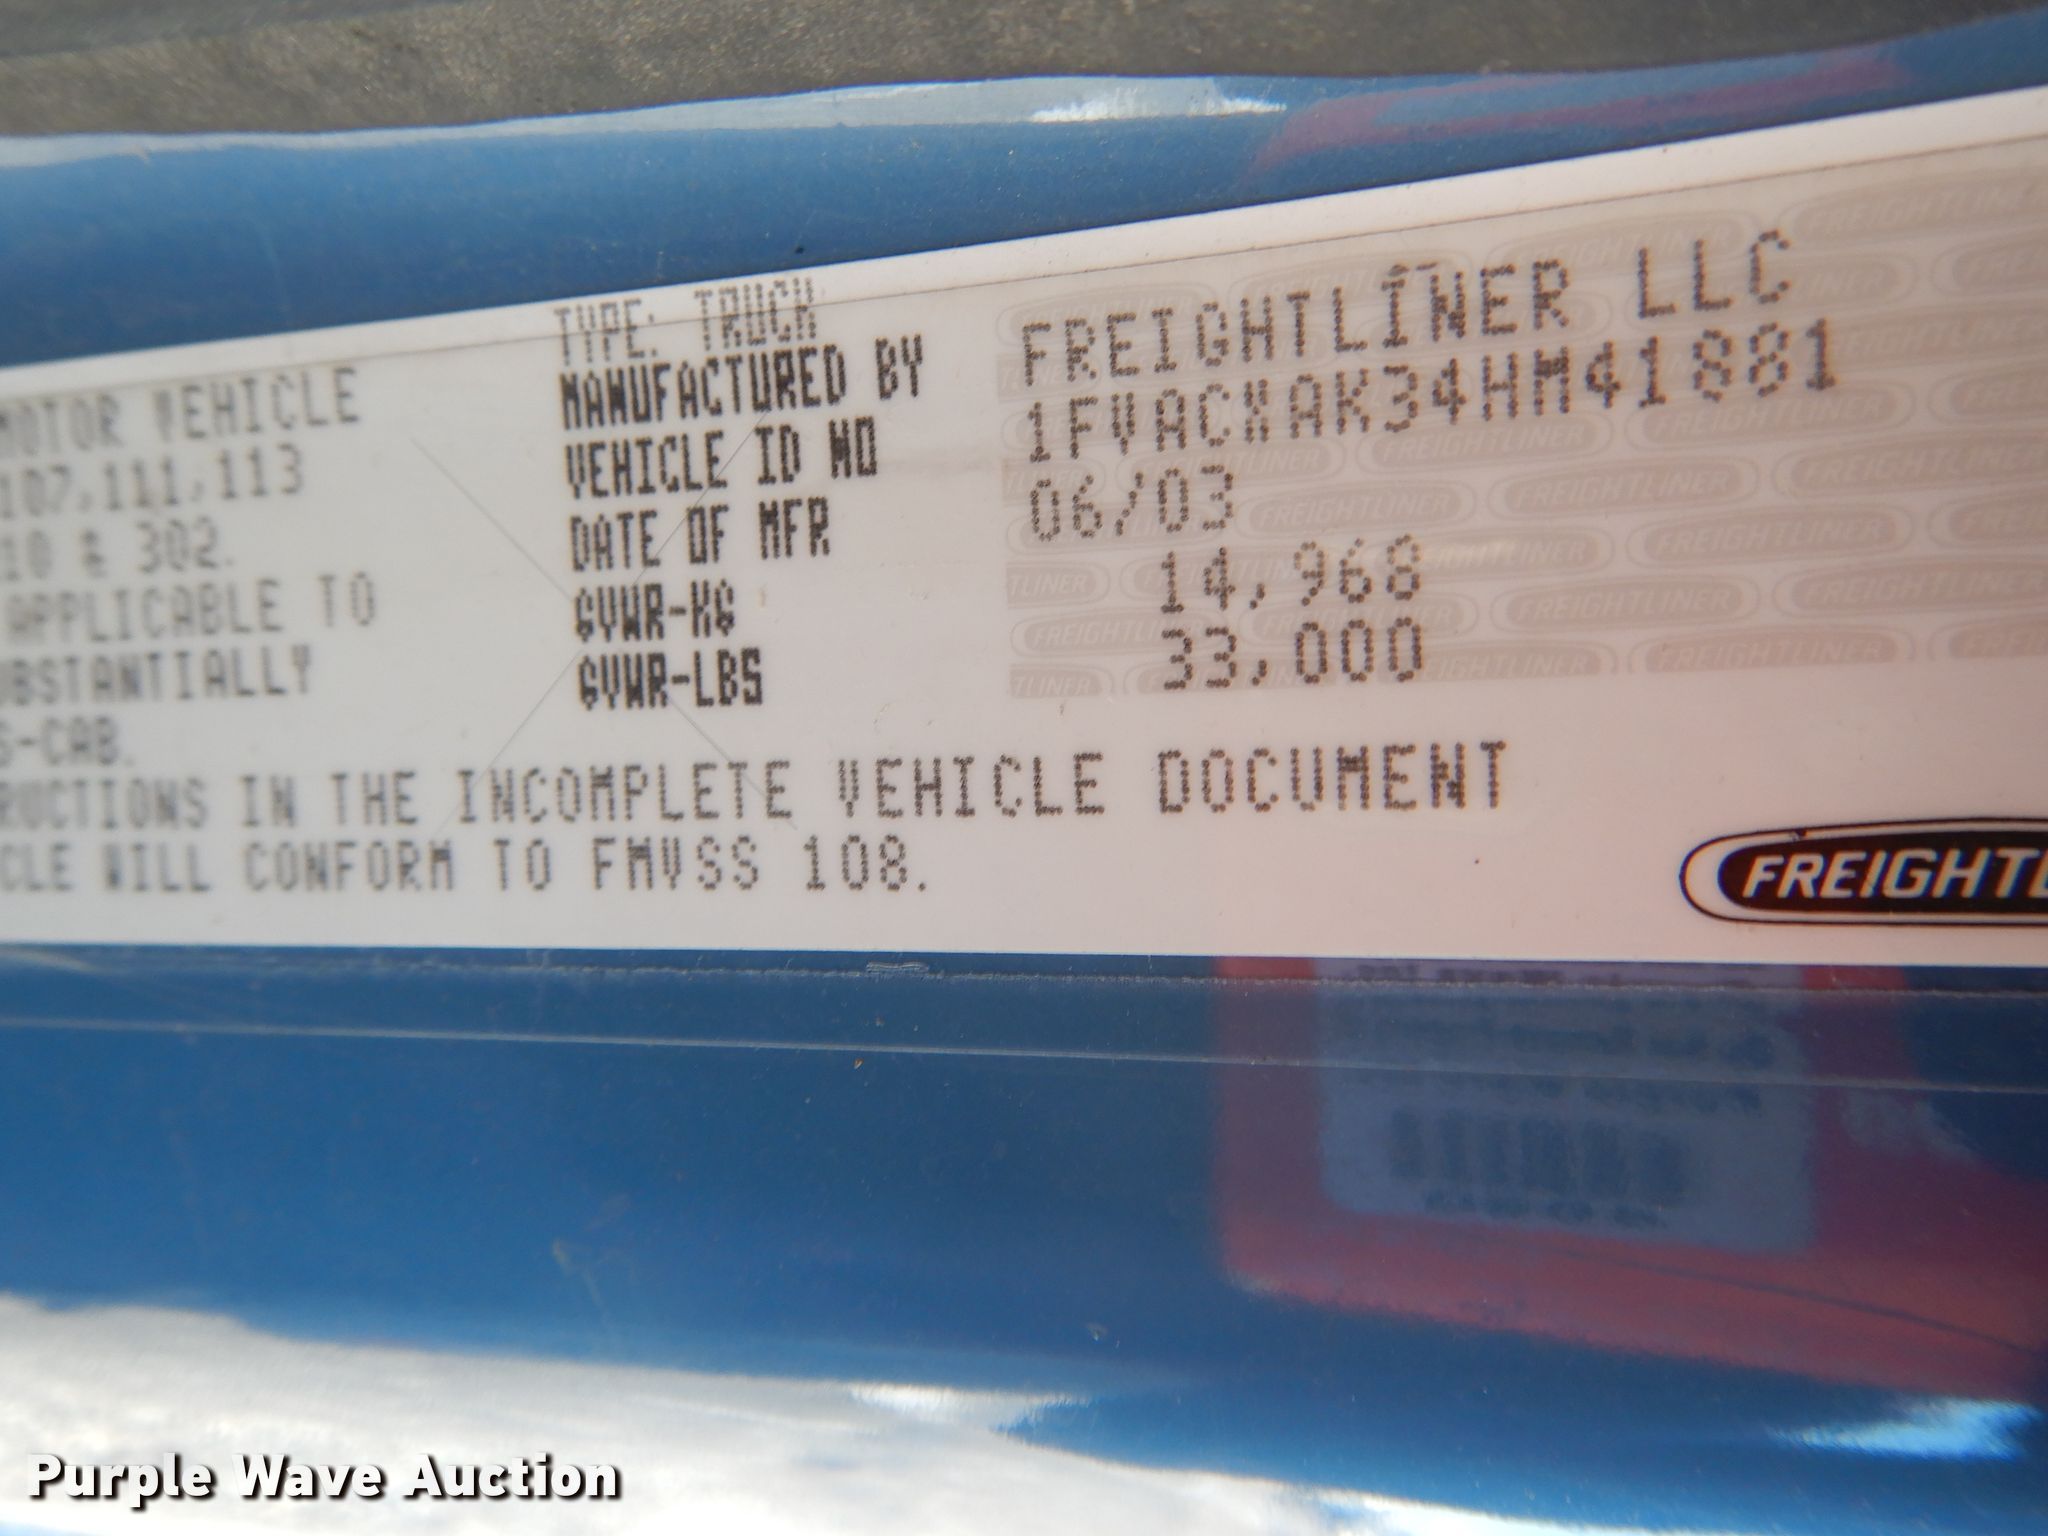 TYPE: TRUCK
MOTOR VEHICLE
MANUFACTURED BY FREIGHTLINER LLC
107,111,113
VEHICLE ID NO
10 & 302.
DATE OF MFR 06/03
APPLICABLE TO
GVWR-KG 14,968
UBSTANTIALLY
GVWR-LBS 33,000
S-CAB.
RUCTIONS IN THE INCOMPLETE VEHICLE DOCUMENT
CLE WILL CONFORM TO FMVSS 108.
FREIGHTL
Purple Wave Auction